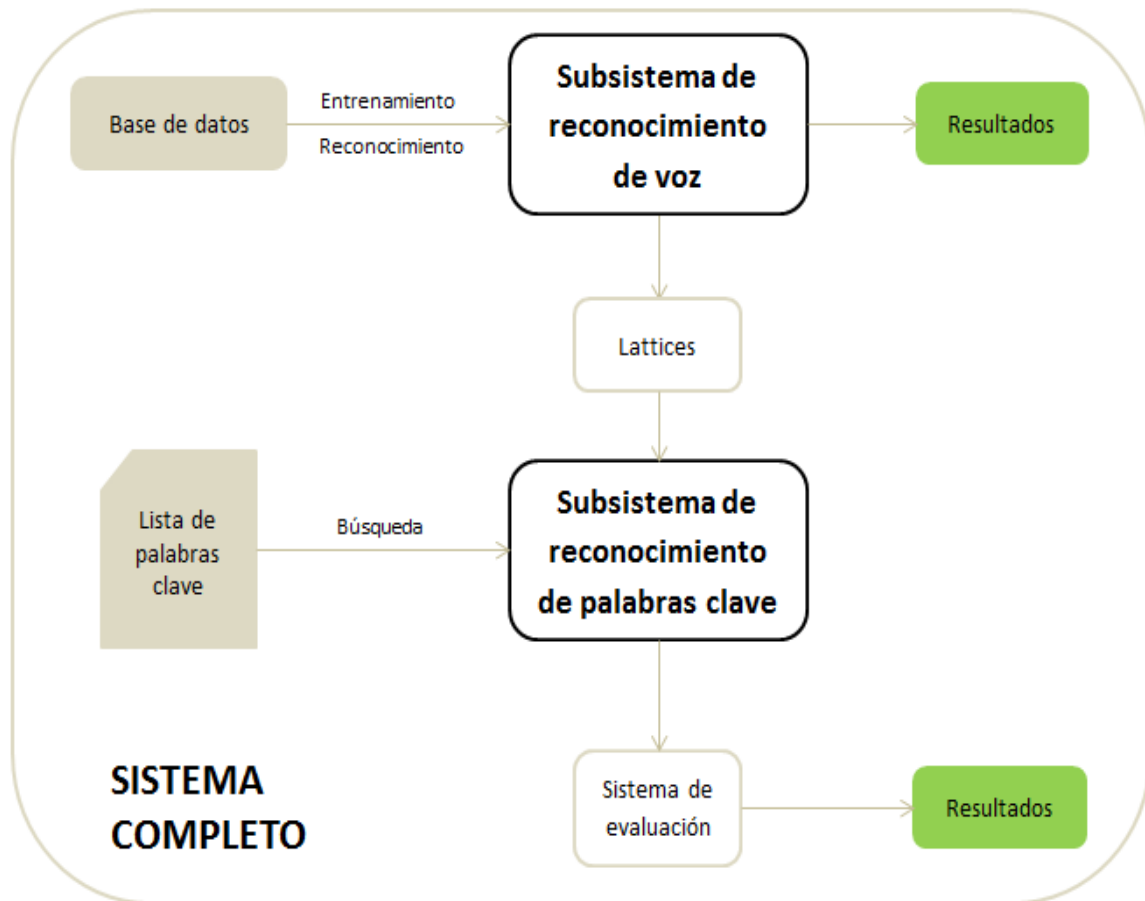 Base de datos
Entrenamiento
Reconocimiento
Subsistema de
reconocimiento
de voz
Resultados
Lattices
Lista de
palabras
clave
Búsqueda
Subsistema de
reconocimiento
de palabras clave
SISTEMA
COMPLETO
Sistema de
evaluación
Resultados